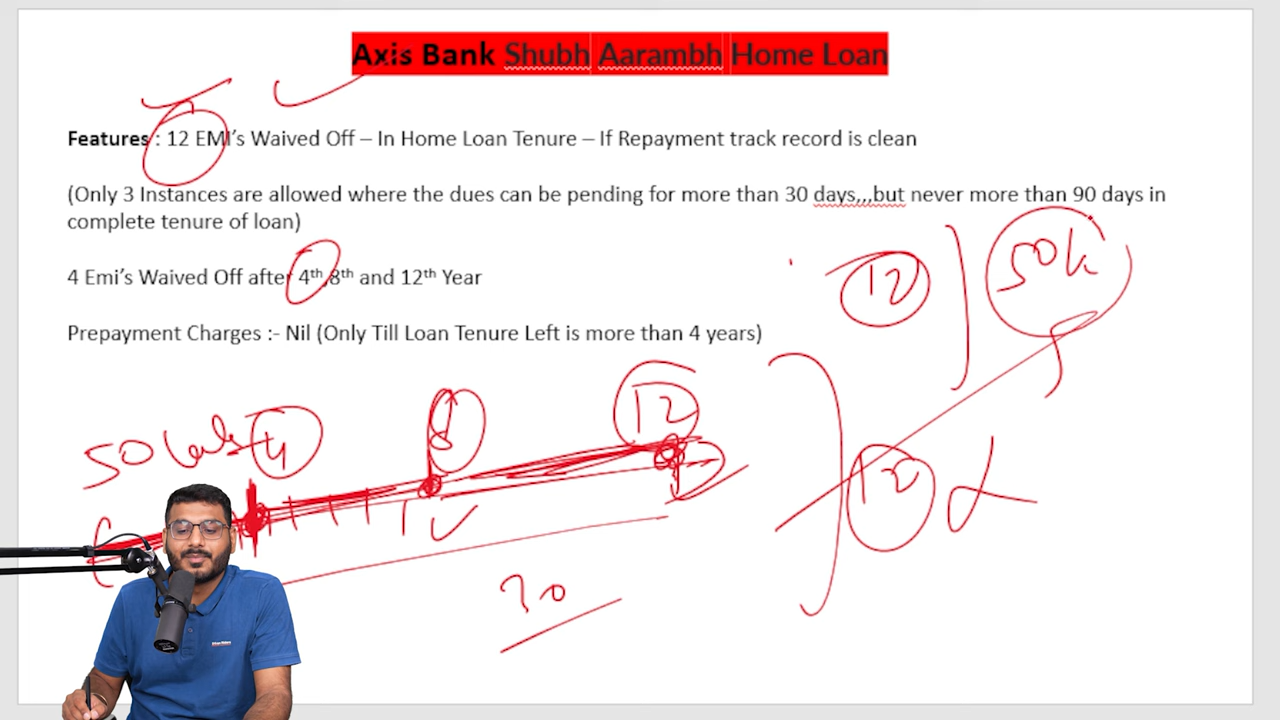 Axis Bank Shubh Aarambh Home Loan
Features : 12 EMI's Waived Off – In Home Loan Tenure – If Repayment track record is clean
(Only 3 Instances are allowed where the dues can be pending for more than 30 days,,,but never more than 90 days in
complete tenure of loan)
4 Emi's Waived Off after 4th,8th and 12th Year
12
50k
Prepayment Charges :- Nil (Only Till Loan Tenure Left is more than 4 years)
50
4
8
12
12